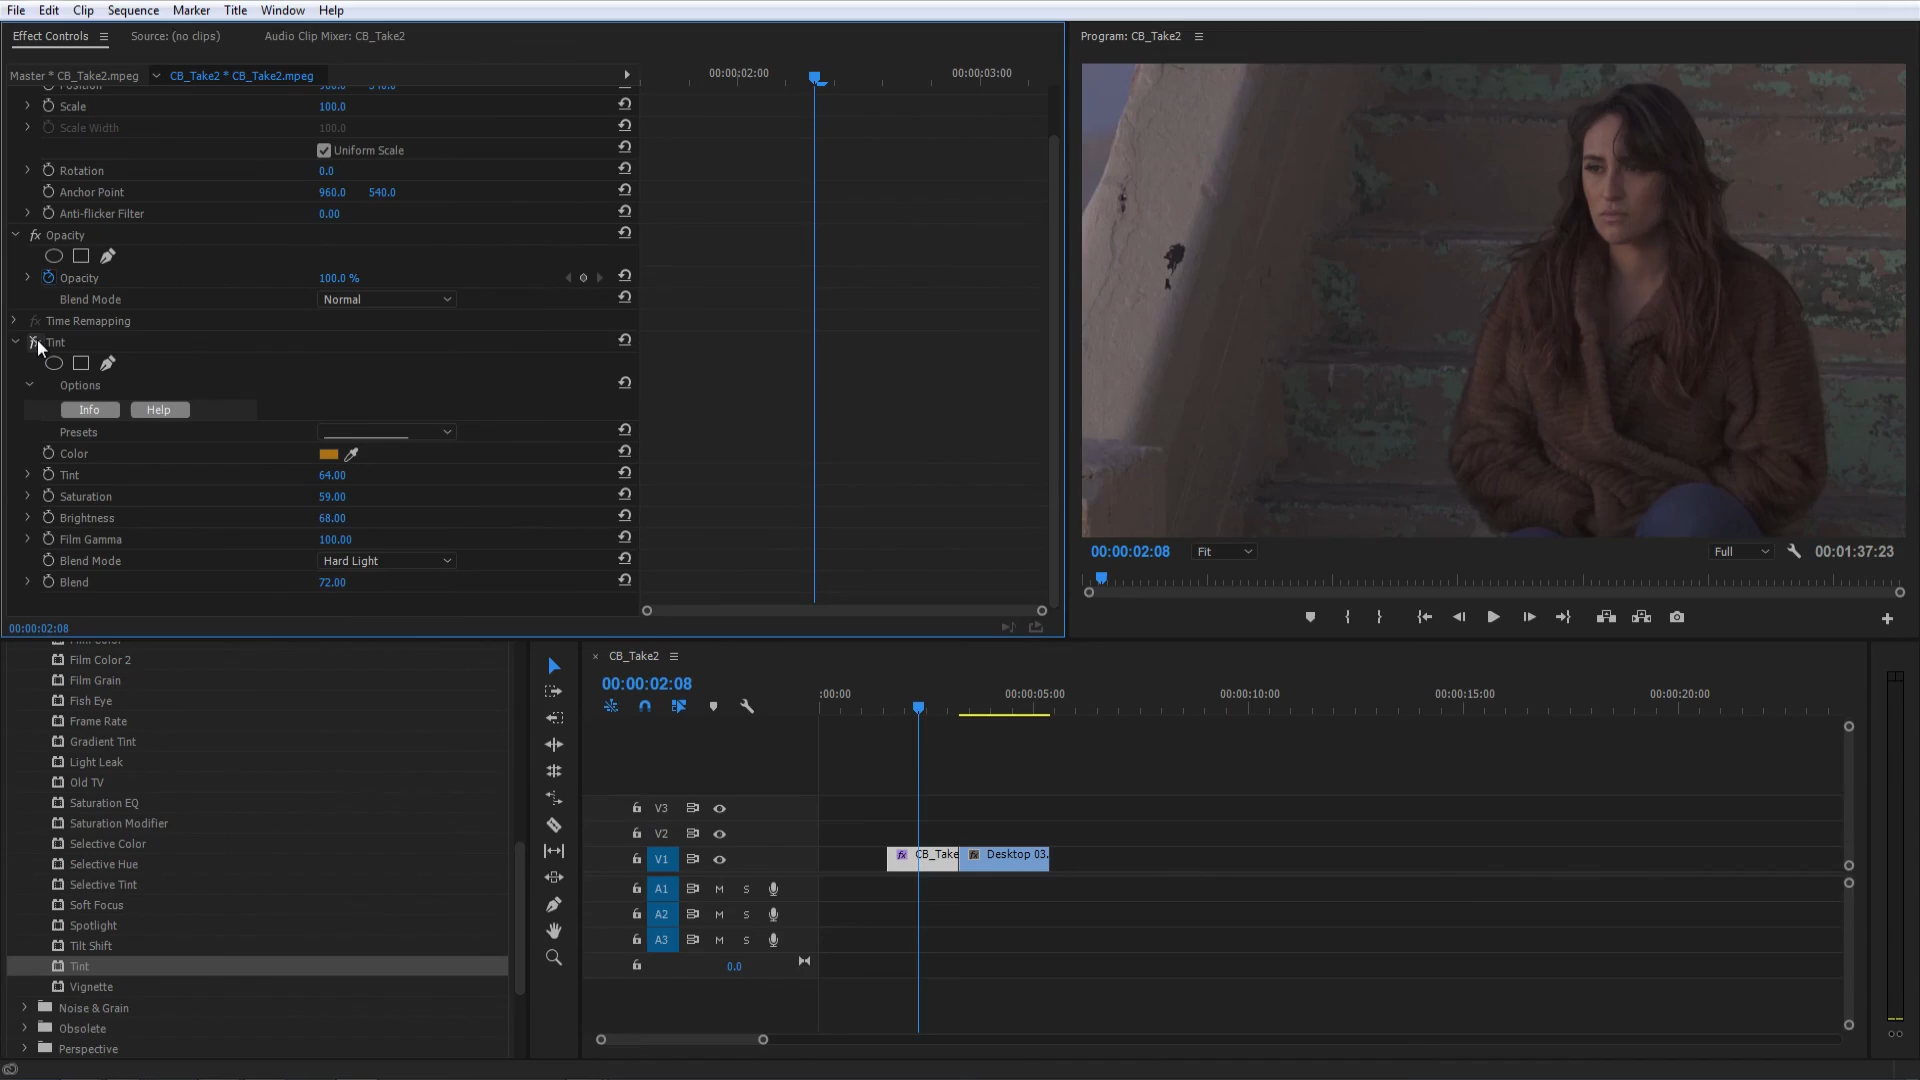 File Edit Clip Sequence Marker Title Window Help
Effect Controls Source: (no clips) Audio Clip Mixer: CB_Take2
Master * CB_Take2.mpeg CB_Take2 * CB_Take2.mpeg
00:00:02:00 00:00:03:00
Position 960.0 540.0
Scale 100.0
Scale Width 100.0
Uniform Scale
Rotation 0.0
Anchor Point 960.0 540.0
Anti-flicker Filter 0.00
fx Opacity
Opacity 100.0 %
Blend Mode Normal
fx Time Remapping
Tint
Options
Info Help
Presets
Color
Tint 64.00
Saturation 59.00
Brightness 68.00
Film Gamma 100.00
Blend Mode Hard Light
Blend 72.00
00:00:02:08
Program: CB_Take2
00:00:02:08 Fit Full 00:01:37:23
Film Color 2
Film Grain
Fish Eye
Frame Rate
Gradient Tint
Light Leak
Old TV
Saturation EQ
Saturation Modifier
Selective Color
Selective Hue
Selective Tint
Soft Focus
Spotlight
Tilt Shift
Tint
Vignette
Noise & Grain
Obsolete
Perspective
× CB_Take2
00:00:02:08
:00:00 00:00:05:00 00:00:10:00 00:00:15:00 00:00:20:00
V3
V2
V1 fx CB_Take fx Desktop 03.
A1 M S
A2 M S
A3 M S
0.0